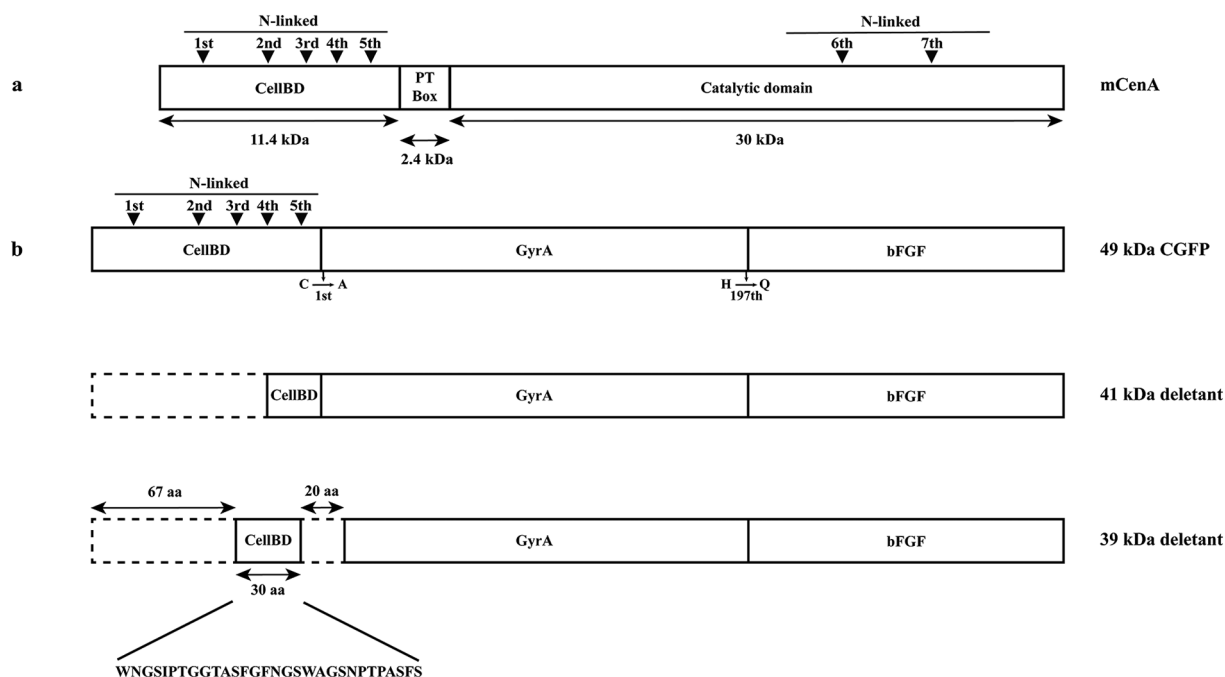 N-linked N-linked
1st 2nd 3rd 4th 5th 6th 7th
a CellBD PT Box Catalytic domain mCenA
11.4 kDa 2.4 kDa 30 kDa
N-linked
1st 2nd 3rd 4th 5th
b CellBD GyrA bFGF 49 kDa CGFP
C A H Q
1st 197th
CellBD GyrA bFGF 41 kDa deletant
67 aa 20 aa
CellBD GyrA bFGF 39 kDa deletant
30 aa
WNGSIPTGGTASFGFNGSWAGSNPTPASFS